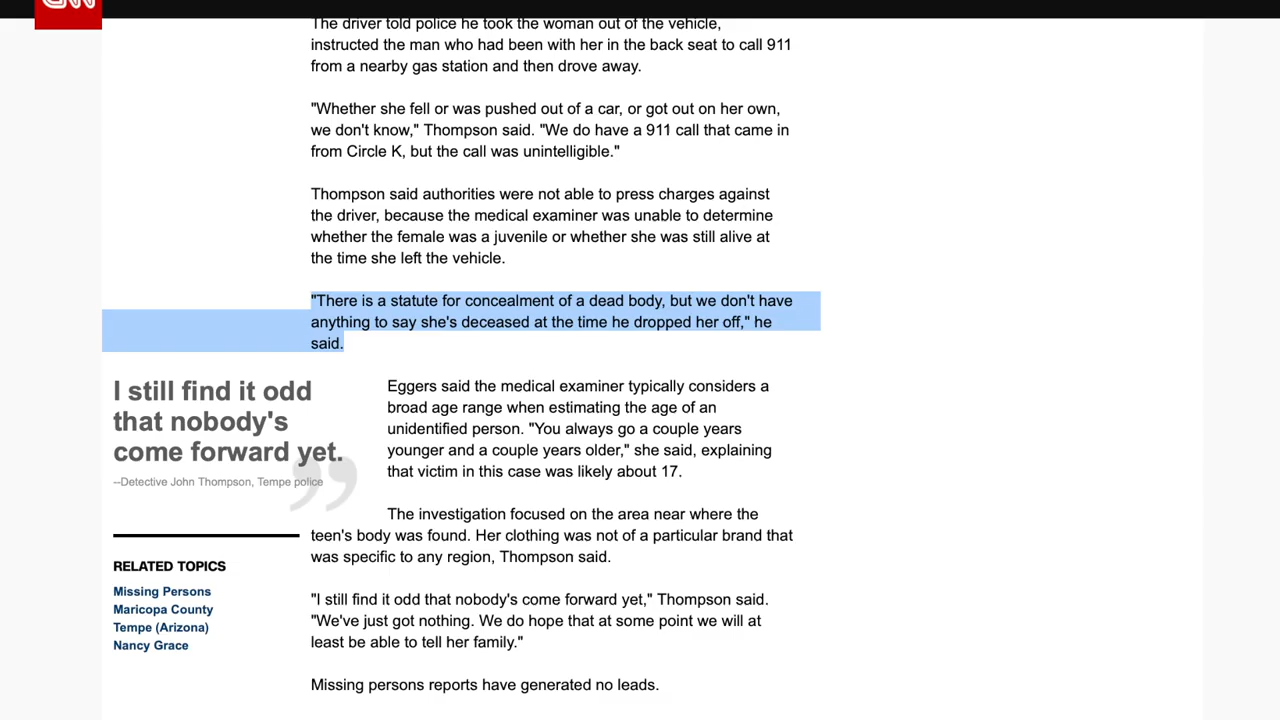 CNN
The driver told police he took the woman out of the vehicle,
instructed the man who had been with her in the back seat to call 911
from a nearby gas station and then drove away.
"Whether she fell or was pushed out of a car, or got out on her own,
we don't know," Thompson said. "We do have a 911 call that came in
from Circle K, but the call was unintelligible."
Thompson said authorities were not able to press charges against
the driver, because the medical examiner was unable to determine
whether the female was a juvenile or whether she was still alive at
the time she left the vehicle.
"There is a statute for concealment of a dead body, but we don't have
anything to say she's deceased at the time he dropped her off," he
said.
I still find it odd
that nobody's
come forward yet.
"
--Detective John Thompson, Tempe police
Eggers said the medical examiner typically considers a
broad age range when estimating the age of an
unidentified person. "You always go a couple years
younger and a couple years older," she said, explaining
that victim in this case was likely about 17.
The investigation focused on the area near where the
teen's body was found. Her clothing was not of a particular brand that
was specific to any region, Thompson said.
RELATED TOPICS
Missing Persons
Maricopa County
Tempe (Arizona)
Nancy Grace
"I still find it odd that nobody's come forward yet," Thompson said.
"We've just got nothing. We do hope that at some point we will at
least be able to tell her family."
Missing persons reports have generated no leads.